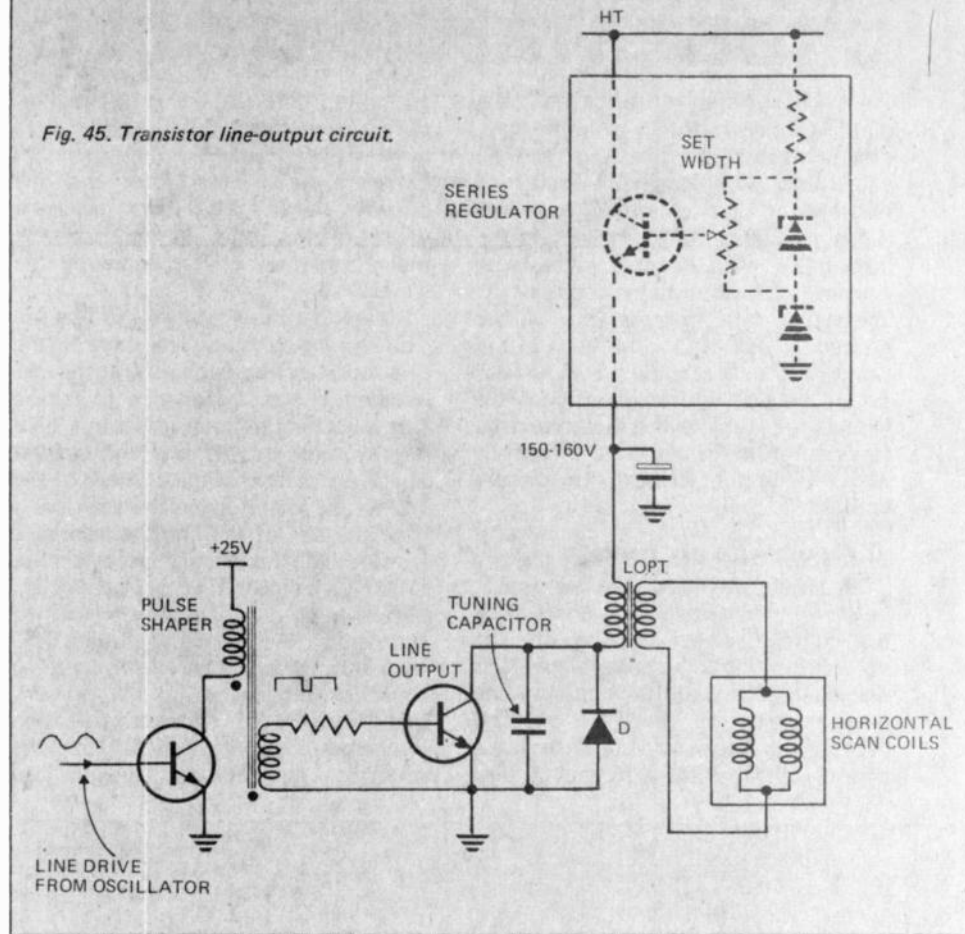 HT
Fig. 45. Transistor line-output circuit.
SET
WIDTH
SERIES
REGULATOR
150-160V
+25V
LOPT
PULSE
SHAPER
TUNING
CAPACITOR
LINE
OUTPUT
D
HORIZONTAL
SCAN COILS
LINE DRIVE
FROM OSCILLATOR